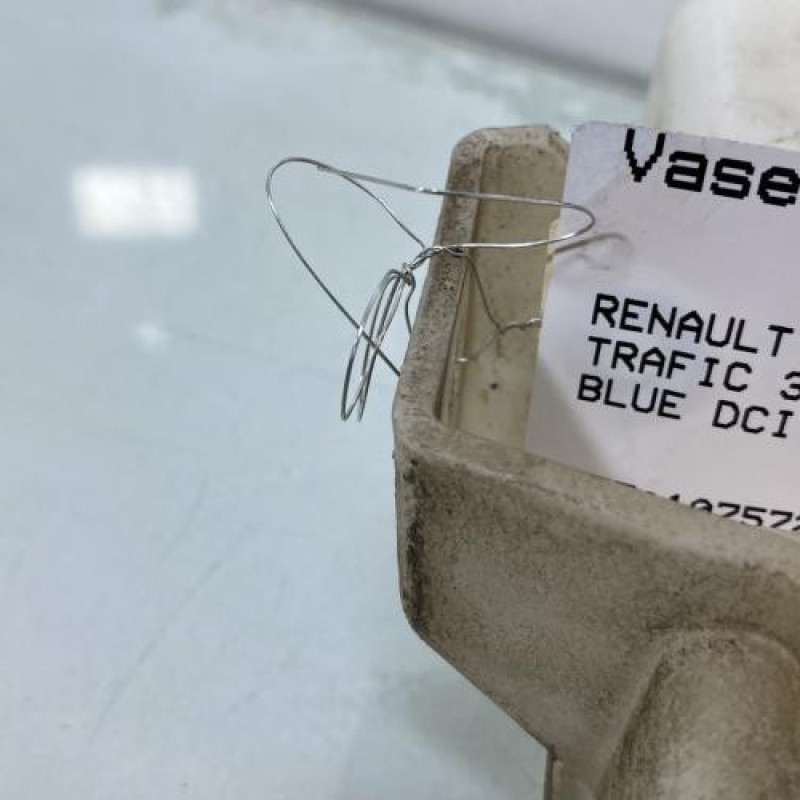 Vase
RENAULT
TRAFIC 3
BLUE DCI